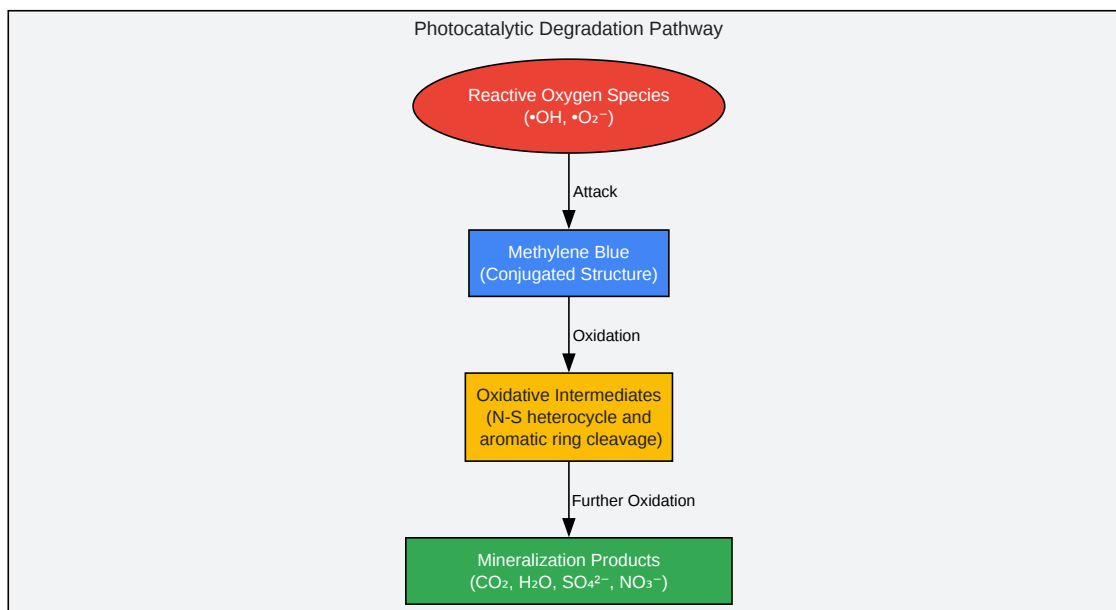 Photocatalytic Degradation Pathway
Reactive Oxygen Species
(•OH, •O₂⁻)
Attack
Methylene Blue
(Conjugated Structure)
Oxidation
Oxidative Intermediates
(N-S heterocycle and
aromatic ring cleavage)
Further Oxidation
Mineralization Products
(CO₂, H₂O, SO₄²⁻, NO₃⁻)